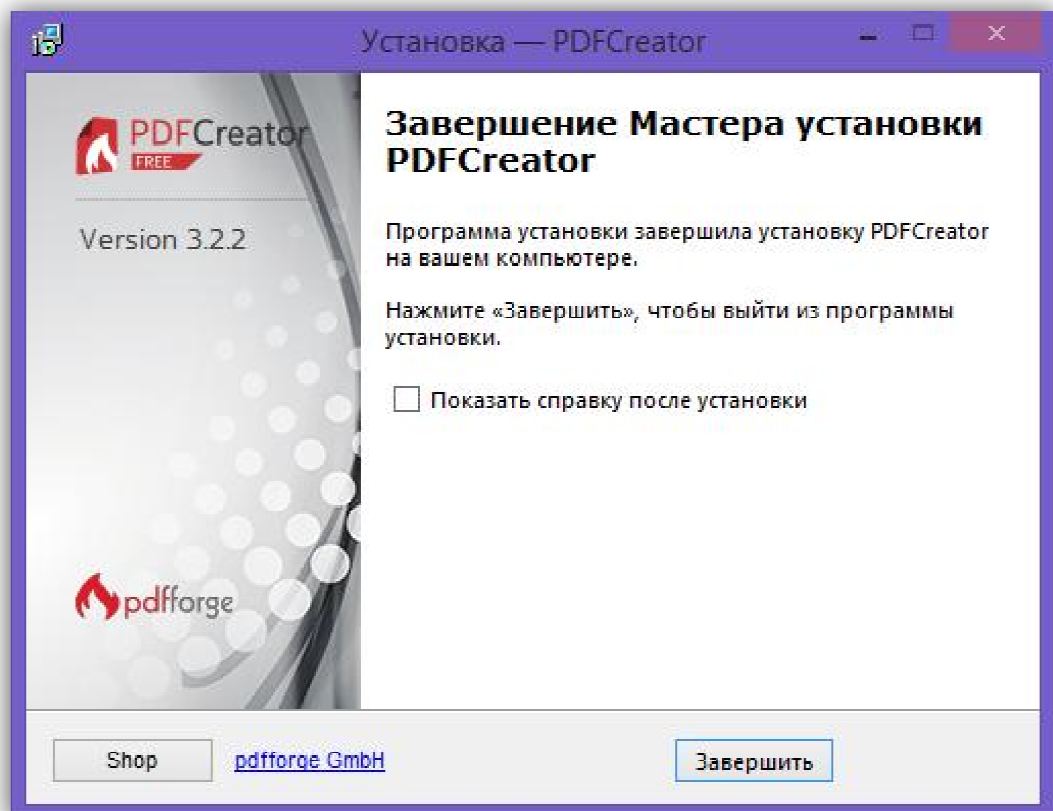 Установка — PDFCreator
PDFCreator
FREE
Version 3.2.2
pdfforge
Завершение Мастера установки
PDFCreator
Программа установки завершила установку PDFCreator
на вашем компьютере.
Нажмите «Завершить», чтобы выйти из программы
установки.
Показать справку после установки
Shop
pdfforge GmbH
Завершить